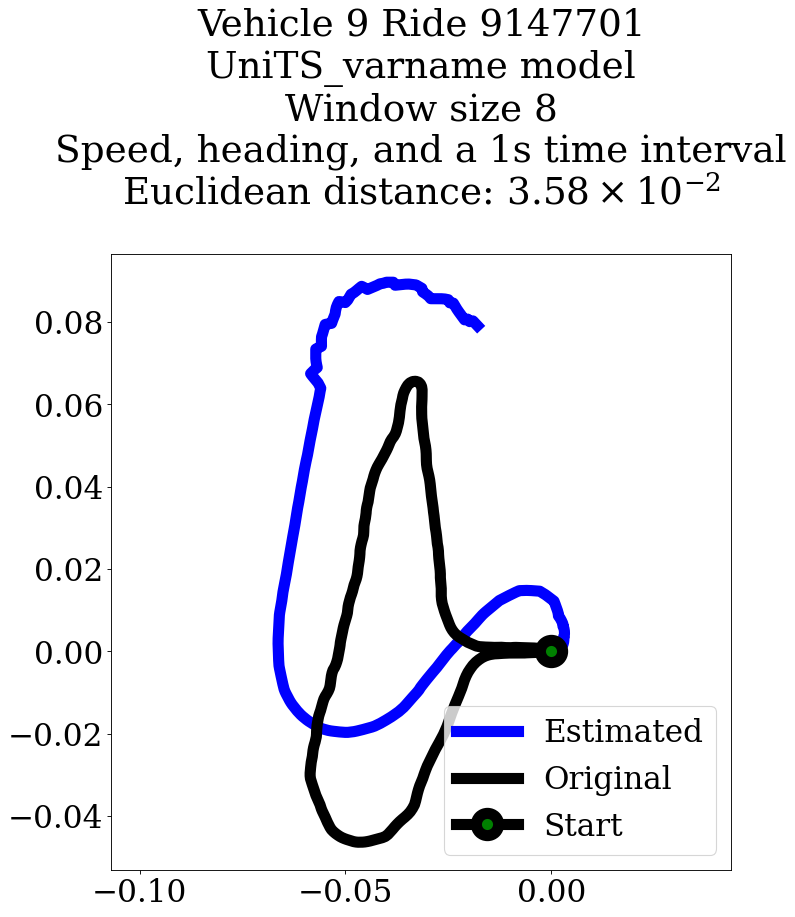 Vehicle 9 Ride 9147701
UniTS_varname model
Window size 8
Speed, heading, and a 1s time interval
Euclidean distance: 3.58 × 10⁻²
0.08
0.06
0.04
0.02
0.00
−0.02
−0.04
Estimated
Original
Start
−0.10 −0.05 0.00